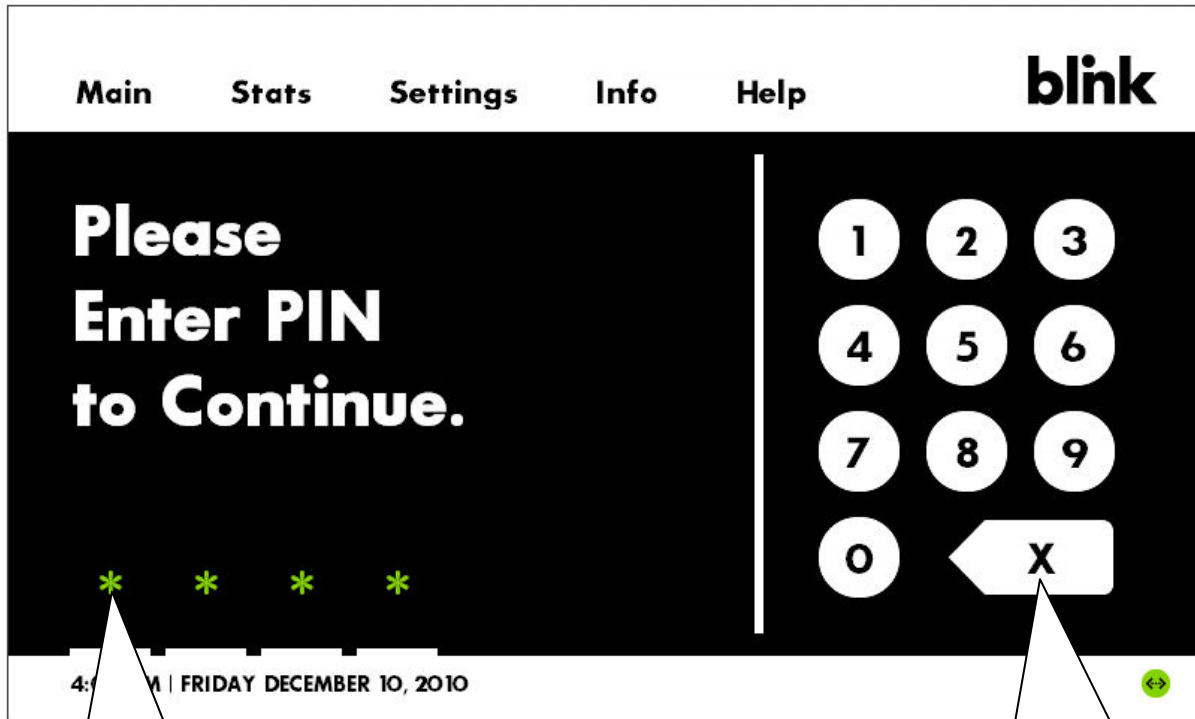 Main Stats Settings Info Help
blink
Please
Enter PIN
to Continue.
* * * *
1 2 3
4 5 6
7 8 9
0 X
FRIDAY DECEMBER 10, 2010